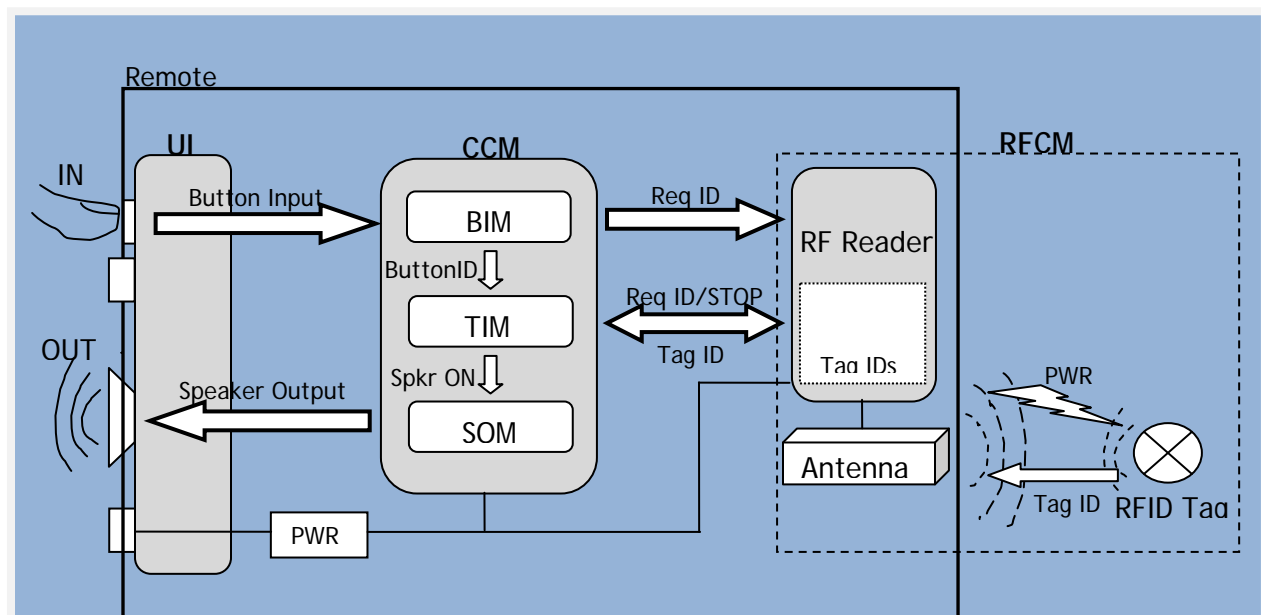 Remote
UI
CCM
RFCM
IN
Button Input
Req ID
BIM
RF Reader
ButtonID
Req ID/STOP
TIM
Tag ID
Tag IDs
OUT
Spkr ON
Speaker Output
SOM
PWR
Antenna
Tag ID
RFID Tag
PWR